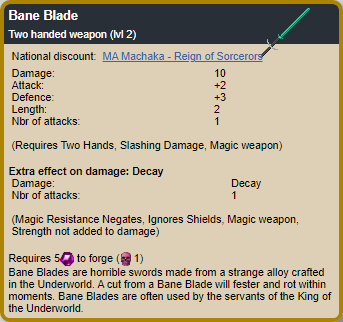 Bane Blade
Two handed weapon (lvl 2)
National discount: MA Machaka - Reign of Sorcerors
Damage: 10
Attack: +2
Defence: +3
Length: 2
Nbr of attacks: 1
(Requires Two Hands, Slashing Damage, Magic weapon)
Extra effect on damage: Decay
Damage: Decay
Nbr of attacks: 1
(Magic Resistance Negates, Ignores Shields, Magic weapon,
Strength not added to damage)
Requires 5 to forge ( 1)
Bane Blades are horrible swords made from a strange alloy crafted
in the Underworld. A cut from a Bane Blade will fester and rot within
moments. Bane Blades are often used by the servants of the King of
the Underworld.